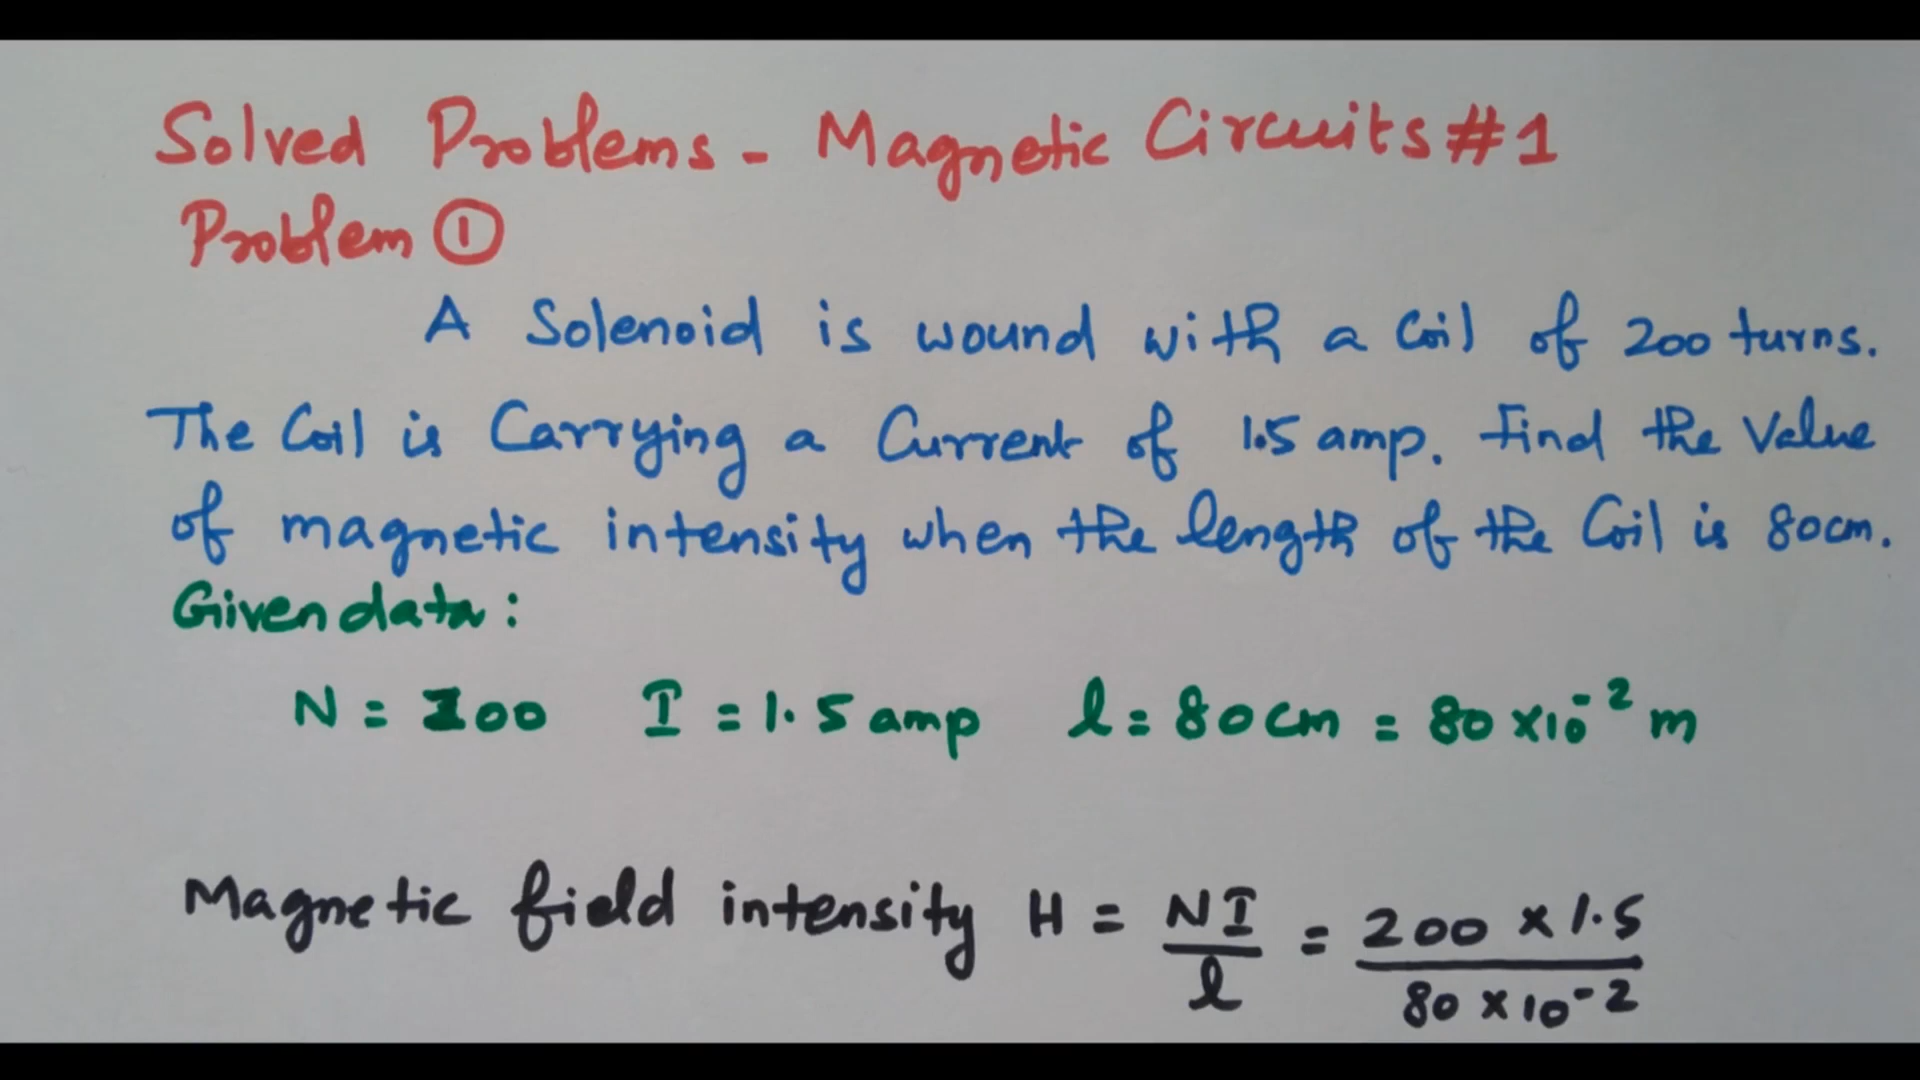 Solved Problems - Magnetic Circuits #1
Problem ①
A Solenoid is wound with a Coil of 200 turns.
The Coil is Carrying a Current of 1.5 amp. Find the Value
of magnetic intensity when the length of the Coil is 80cm.
Given data:
N = 200 I = 1.5 amp l = 80 cm = 80 ×10⁻² m
Magnetic field intensity H = NI/l = 200 × 1.5/80 × 10⁻²